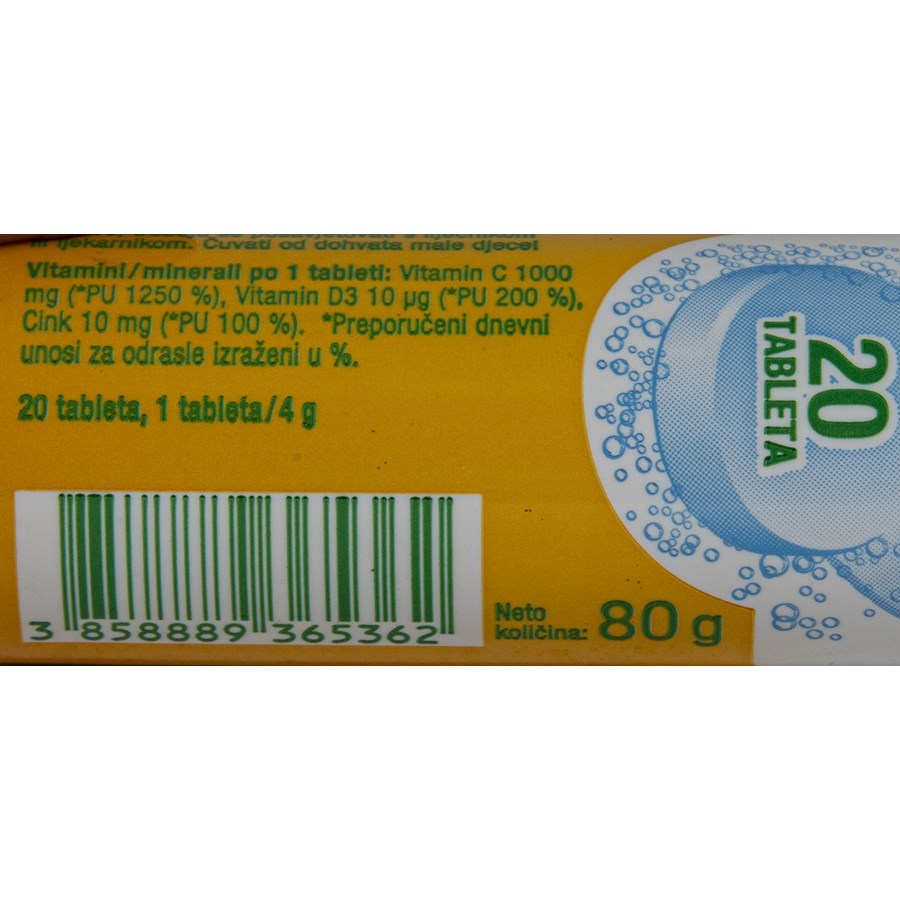 ili ljekarnikom. Čuvati od dohvata male djece!
Vitamini/minerali po 1 tableti: Vitamin C 1000
mg (*PU 1250 %), Vitamin D3 10 µg (*PU 200 %),
Cink 10 mg (*PU 100 %). *Preporučeni dnevni
unosi za odrasle izraženi u %.
20 tableta, 1 tableta/4 g
20
TABLETA
3 858889 365362
Neto
količina: 80 g